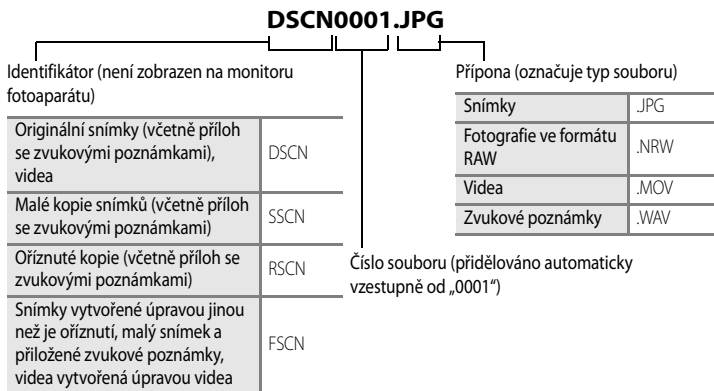 DSCN0001.JPG
Identifikátor (není zobrazen na monitoru
fotoaparátu)
Originální snímky (včetně příloh
se zvukovými poznámkami),
videa
DSCN
Malé kopie snímků (včetně příloh
se zvukovými poznámkami)
SSCN
Oříznuté kopie (včetně příloh se
zvukovými poznámkami)
RSCN
Snímky vytvořené úpravou jinou
než je oříznutí, malý snímek a
přiložené zvukové poznámky,
videa vytvořená úpravou videa
FSCN
Číslo souboru (přidělováno automaticky
vzestupně od „0001“)
Přípona (označuje typ souboru)
Snímky .JPG
Fotografie ve formátu
RAW
.NRW
Videa .MOV
Zvukové poznámky .WAV